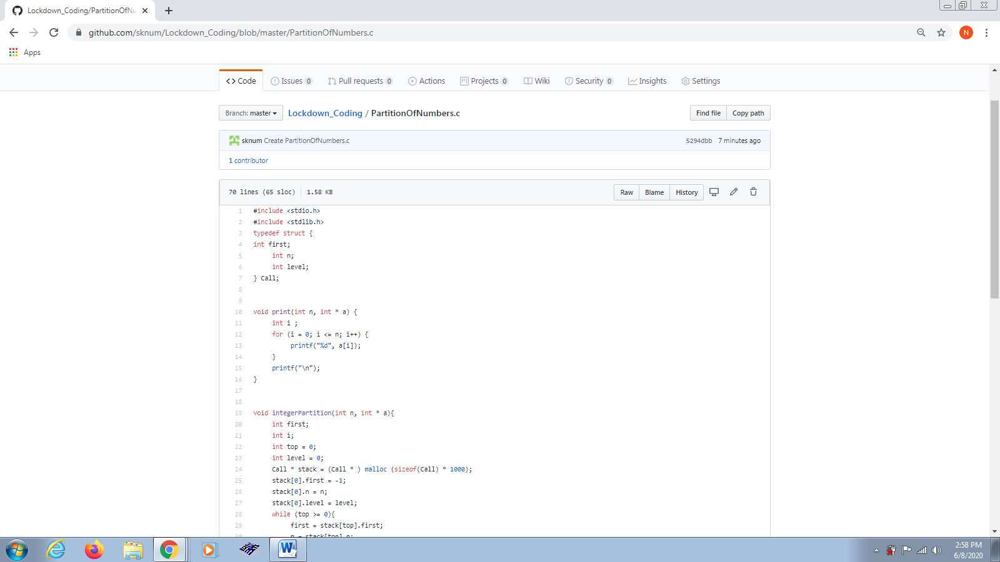 Lockdown_Coding/PartitionOfNu
github.com/sknum/Lockdown_Coding/blob/master/PartitionOfNumbers.c
N
Apps
<> Code Issues 0 Pull requests 0 Actions Projects 0 Wiki Security 0 Insights Settings
Branch: master Lockdown_Coding / PartitionOfNumbers.c Find file Copy path
sknum Create PartitionOfNumbers.c 5294dbb 7 minutes ago
1 contributor
70 lines (65 sloc) 1.58 KB Raw Blame History
1 #include <stdio.h>
2 #include <stdlib.h>
3 typedef struct {
4 int first;
5 int n;
6 int level;
7 } Call;
8
9
10 void print(int n, int * a) {
11 int i ;
12 for (i = 0; i <= n; i++) {
13 printf("%d", a[i]);
14 }
15 printf("\n");
16 }
17
18
19 void integerPartition(int n, int * a){
20 int first;
21 int i;
22 int top = 0;
23 int level = 0;
24 Call * stack = (Call * ) malloc (sizeof(Call) * 1000);
25 stack[0].first = -1;
26 stack[0].n = n;
27 stack[0].level = level;
28 while (top >= 0){
29 first = stack[top].first;
30 n = stack[top].n;
2:58 PM
6/8/2020